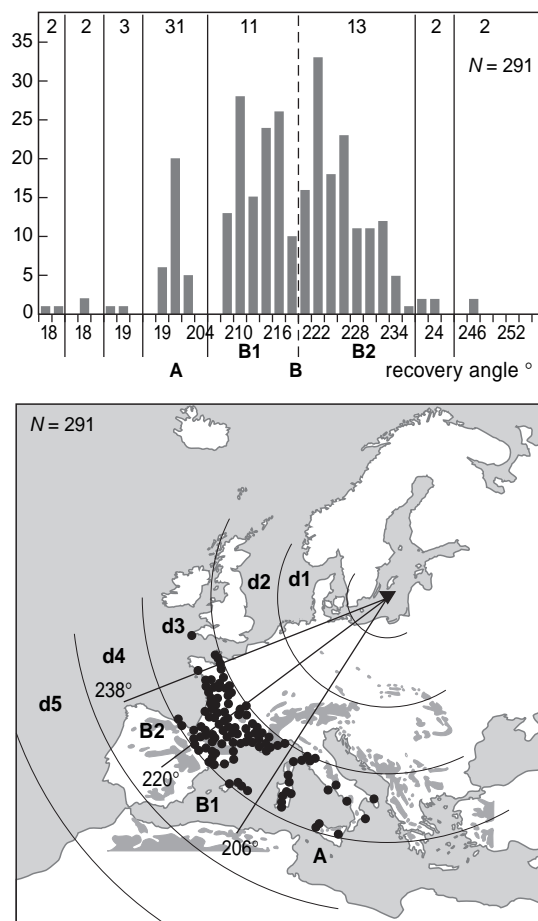 2 2 3 31 11 13 2 2
35
N = 291
30
25
20
15
10
5
0
18 18 19 19 204 210 216 222 228 234 24 246 252
A B1 B B2 recovery angle °
N = 291
d2 d1
d3
d4
238°
d5
B2
220°
B1
206°
A